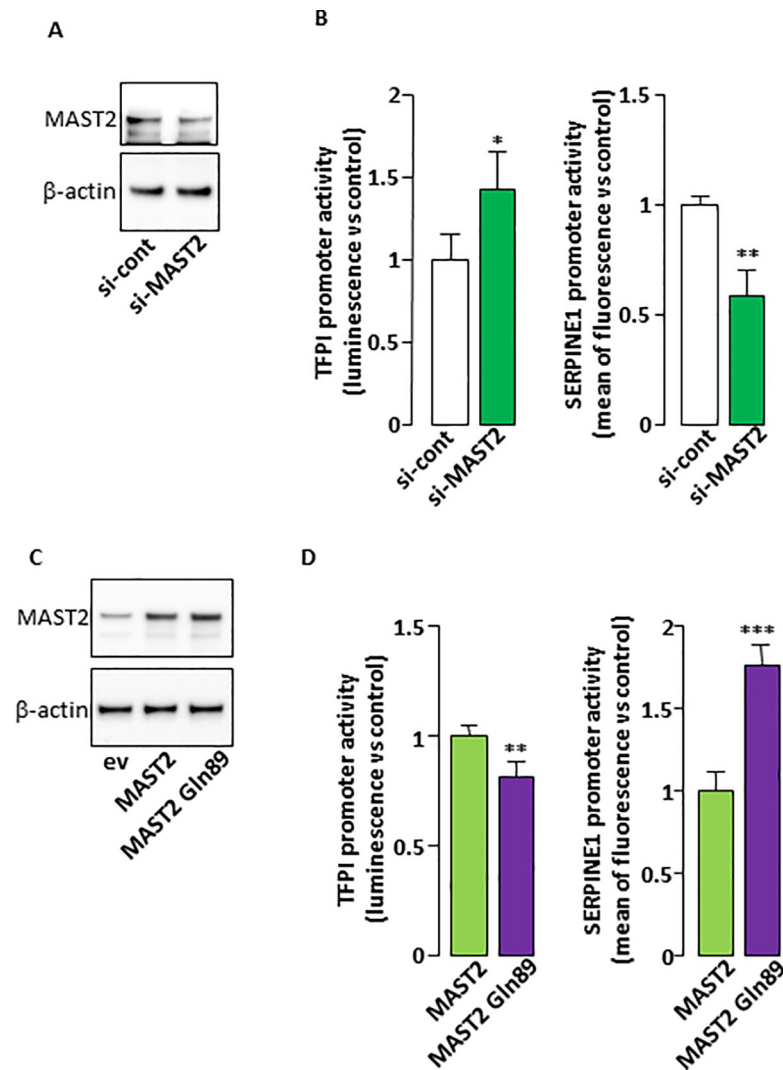 A
MAST2
β-actin
si-cont
si-MAST2
B
TFPI promoter activity
(luminescence vs control)
2
1.5
1
0.5
0
*
si-cont
si-MAST2
SERPINE1 promoter activity
(mean of fluorescence vs control)
1.5
1
0.5
0
**
si-cont
si-MAST2
C
MAST2
β-actin
ev
MAST2
MAST2 Gln89
D
TFPI promoter activity
(luminescence vs control)
1.5
1
0.5
0
**
MAST2
MAST2 Gln89
SERPINE1 promoter activity
(mean of fluorescence vs control)
2
1.5
1
0.5
0
***
MAST2
MAST2 Gln89